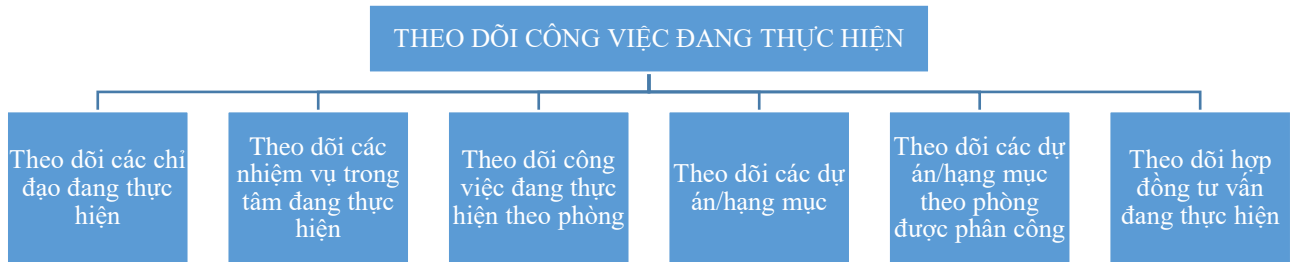 THEO DÕI CÔNG VIỆC ĐANG THỰC HIỆN
Theo dõi các chỉ
đạo đang thực
hiện
Theo dõi các
nhiệm vụ trong
tâm đang thực
hiện
Theo dõi công
việc đang thực
hiện theo phòng
Theo dõi các dự
án/hạng mục
Theo dõi các dự
án/hạng mục
theo phòng
được phân công
Theo dõi hợp
đồng tư vấn
đang thực hiện